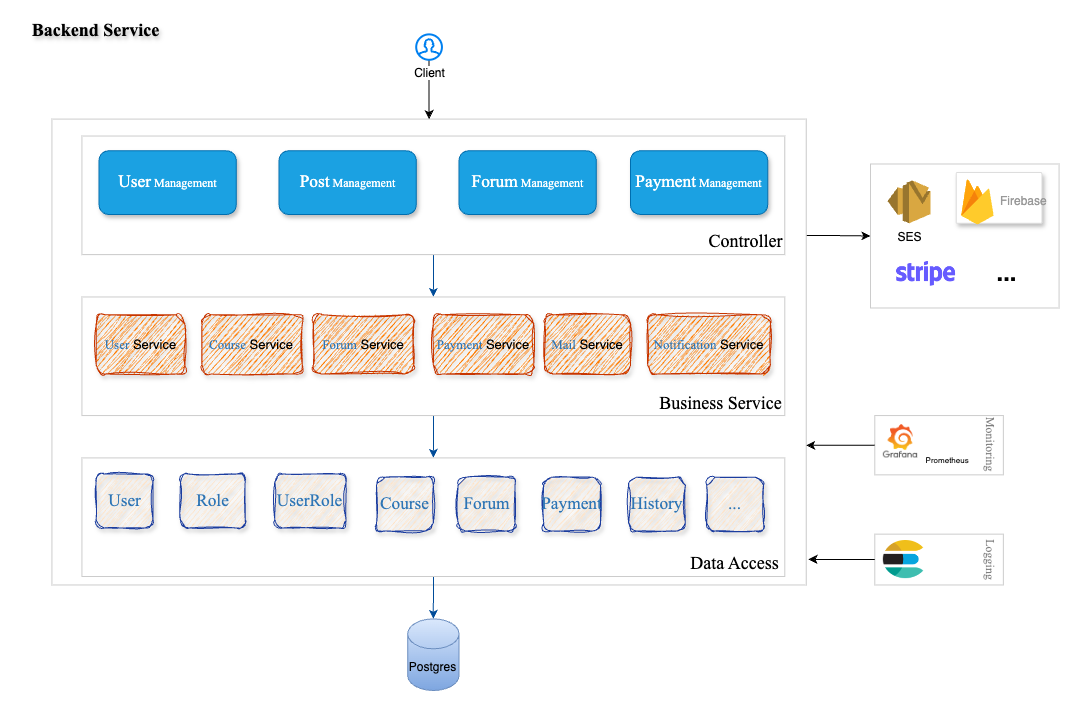 Backend Service
Client
User Management
Post Management
Forum Management
Payment Management
Controller
SES
Firebase
stripe
...
User Service
Course Service
Forum Service
Payment Service
Mail Service
Notification Service
Business Service
Grafana
Prometheus
Monitoring
User
Role
UserRole
Course
Forum
Payment
History
...
Data Access
Logging
Postgres